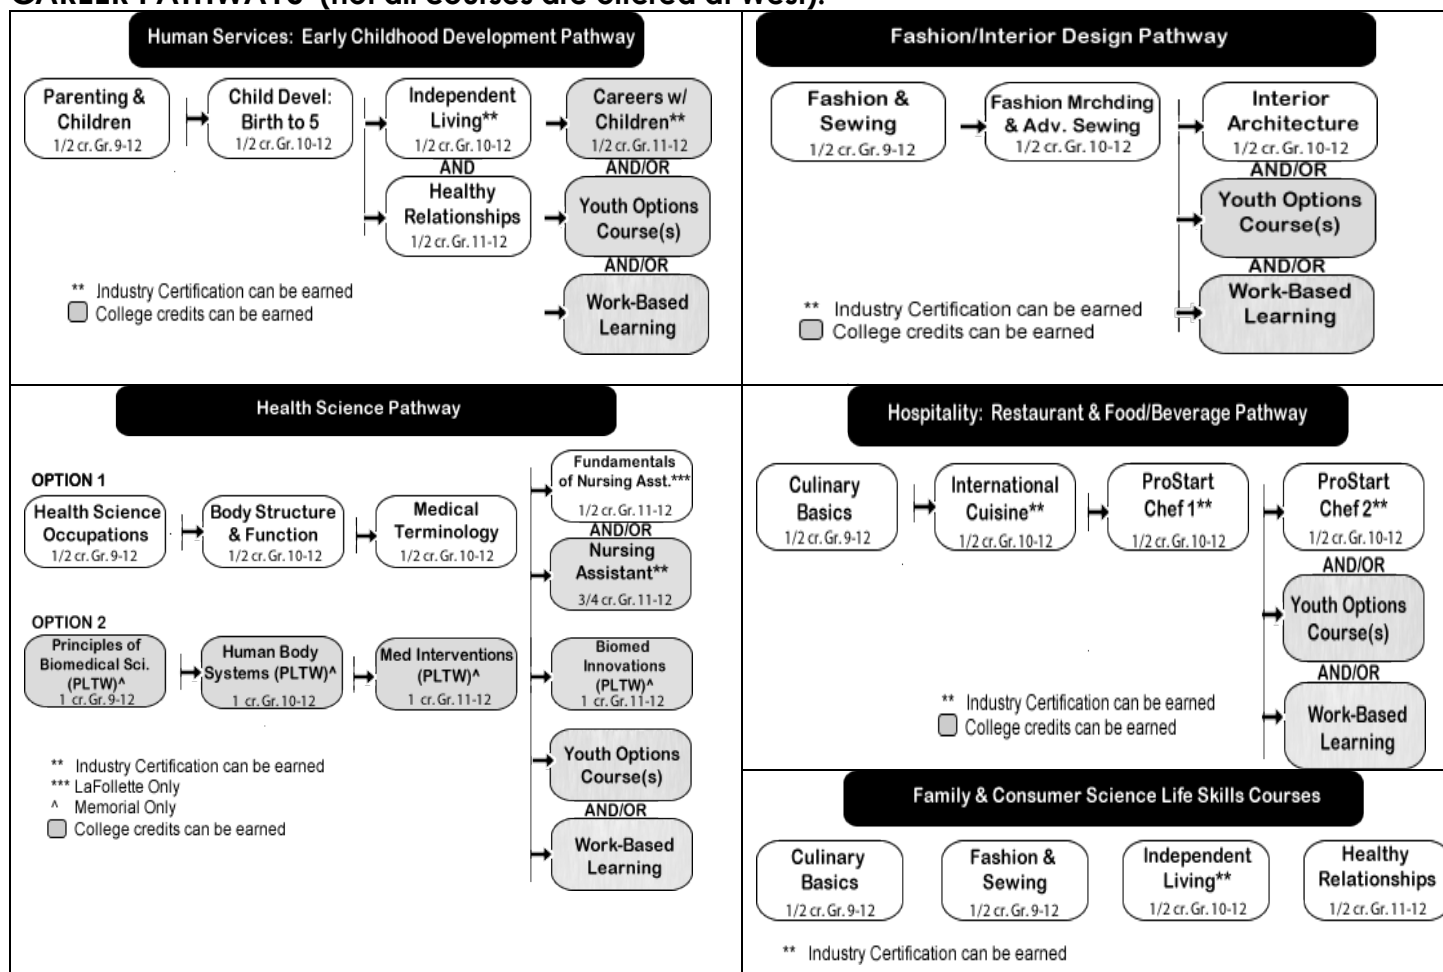 CAREER PATHWAYS (not all courses are offered at West):
Human Services: Early Childhood Development Pathway
Parenting &
Children
1/2 cr. Gr. 9-12
Child Devel:
Birth to 5
1/2 cr. Gr. 10-12
Independent
Living**
1/2 cr. Gr. 10-12
AND
Healthy
Relationships
1/2 cr. Gr. 11-12
Careers w/
Children**
1/2 cr. Gr. 11-12
AND/OR
Youth Options
Course(s)
AND/OR
Work-Based
Learning
** Industry Certification can be earned
College credits can be earned
Fashion/Interior Design Pathway
Fashion &
Sewing
1/2 cr. Gr. 9-12
Fashion Mrchding
& Adv. Sewing
1/2 cr. Gr. 10-12
Interior
Architecture
1/2 cr. Gr. 10-12
AND/OR
Youth Options
Course(s)
AND/OR
Work-Based
Learning
** Industry Certification can be earned
College credits can be earned
Health Science Pathway
OPTION 1
Health Science
Occupations
1/2 cr. Gr. 9-12
Body Structure
& Function
1/2 cr. Gr. 10-12
Medical
Terminology
1/2 cr. Gr. 10-12
Fundamentals
of Nursing Asst.***
1/2 cr. Gr. 11-12
AND/OR
Nursing
Assistant**
3/4 cr. Gr. 11-12
OPTION 2
Principles of
Biomedical Sci.
(PLTW)^
1 cr. Gr. 9-12
Human Body
Systems (PLTW)^
1 cr. Gr. 10-12
Med Interventions
(PLTW)^
1 cr. Gr. 11-12
Biomed
Innovations
(PLTW)^
1 cr. Gr. 11-12
Youth Options
Course(s)
AND/OR
Work-Based
Learning
** Industry Certification can be earned
*** LaFollette Only
^ Memorial Only
College credits can be earned
Hospitality: Restaurant & Food/Beverage Pathway
Culinary
Basics
1/2 cr. Gr. 9-12
International
Cuisine**
1/2 cr. Gr. 10-12
ProStart
Chef 1**
1/2 cr. Gr. 10-12
ProStart
Chef 2**
1/2 cr. Gr. 10-12
AND/OR
Youth Options
Course(s)
AND/OR
Work-Based
Learning
** Industry Certification can be earned
College credits can be earned
Family & Consumer Science Life Skills Courses
Culinary
Basics
1/2 cr. Gr. 9-12
Fashion &
Sewing
1/2 cr. Gr. 9-12
Independent
Living**
1/2 cr. Gr. 10-12
Healthy
Relationships
1/2 cr. Gr. 11-12
** Industry Certification can be earned